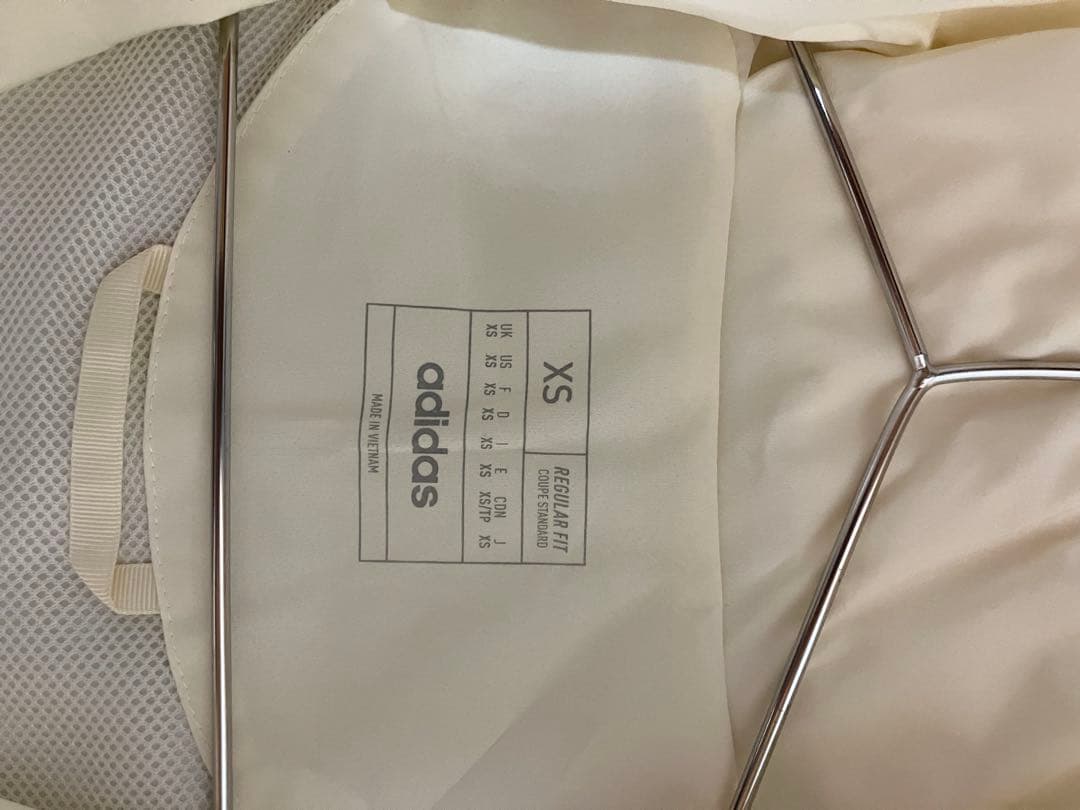 XS
REGULAR FIT
COUPE STANDARD
UK US F D I E CDN J
XS XS XS XS XS XS XS/TP XS
adidas
MADE IN VIETNAM